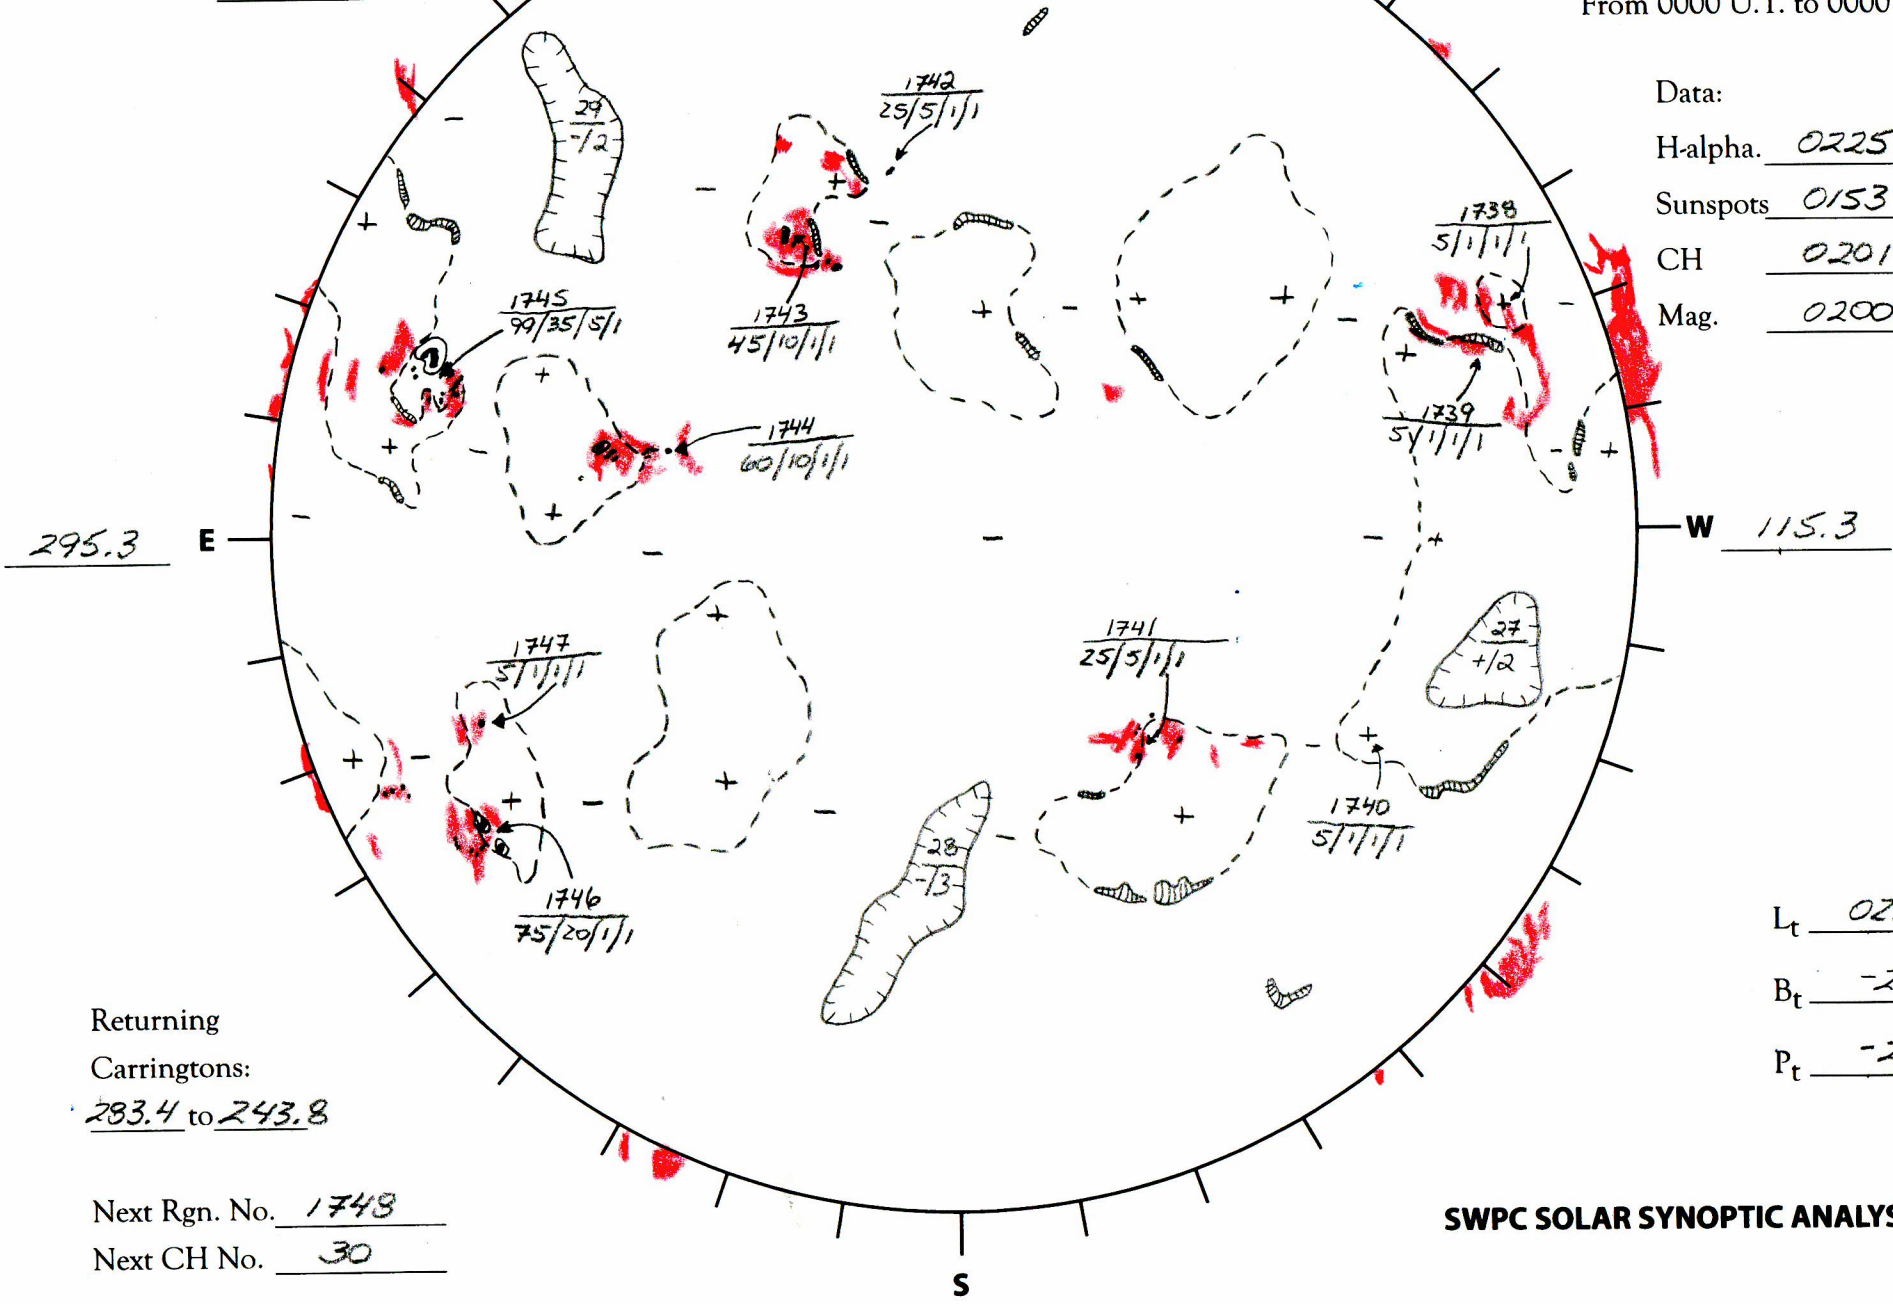 From 0000 U.T. to 0000
Data:
H-alpha. 0225
Sunspots 0153
CH 0201
Mag. 0200
1742
25/5/1/1
29
-/2
1738
5/1/1/1
1745
99/35/5/1
1743
45/10/1/1
1739
5/1/1/1
1744
60/10/1/1
295.3
E
W
115.3
1747
5/1/1/1
1741
25/5/1/1
27
+/2
1740
5/1/1/1
28
-/3
1746
75/20/1/1
Lt 02
Bt -2
Pt -2
Returning
Carringtons:
283.4 to 243.8
Next Rgn. No. 1748
Next CH No. 30
SWPC SOLAR SYNOPTIC ANALYS
S